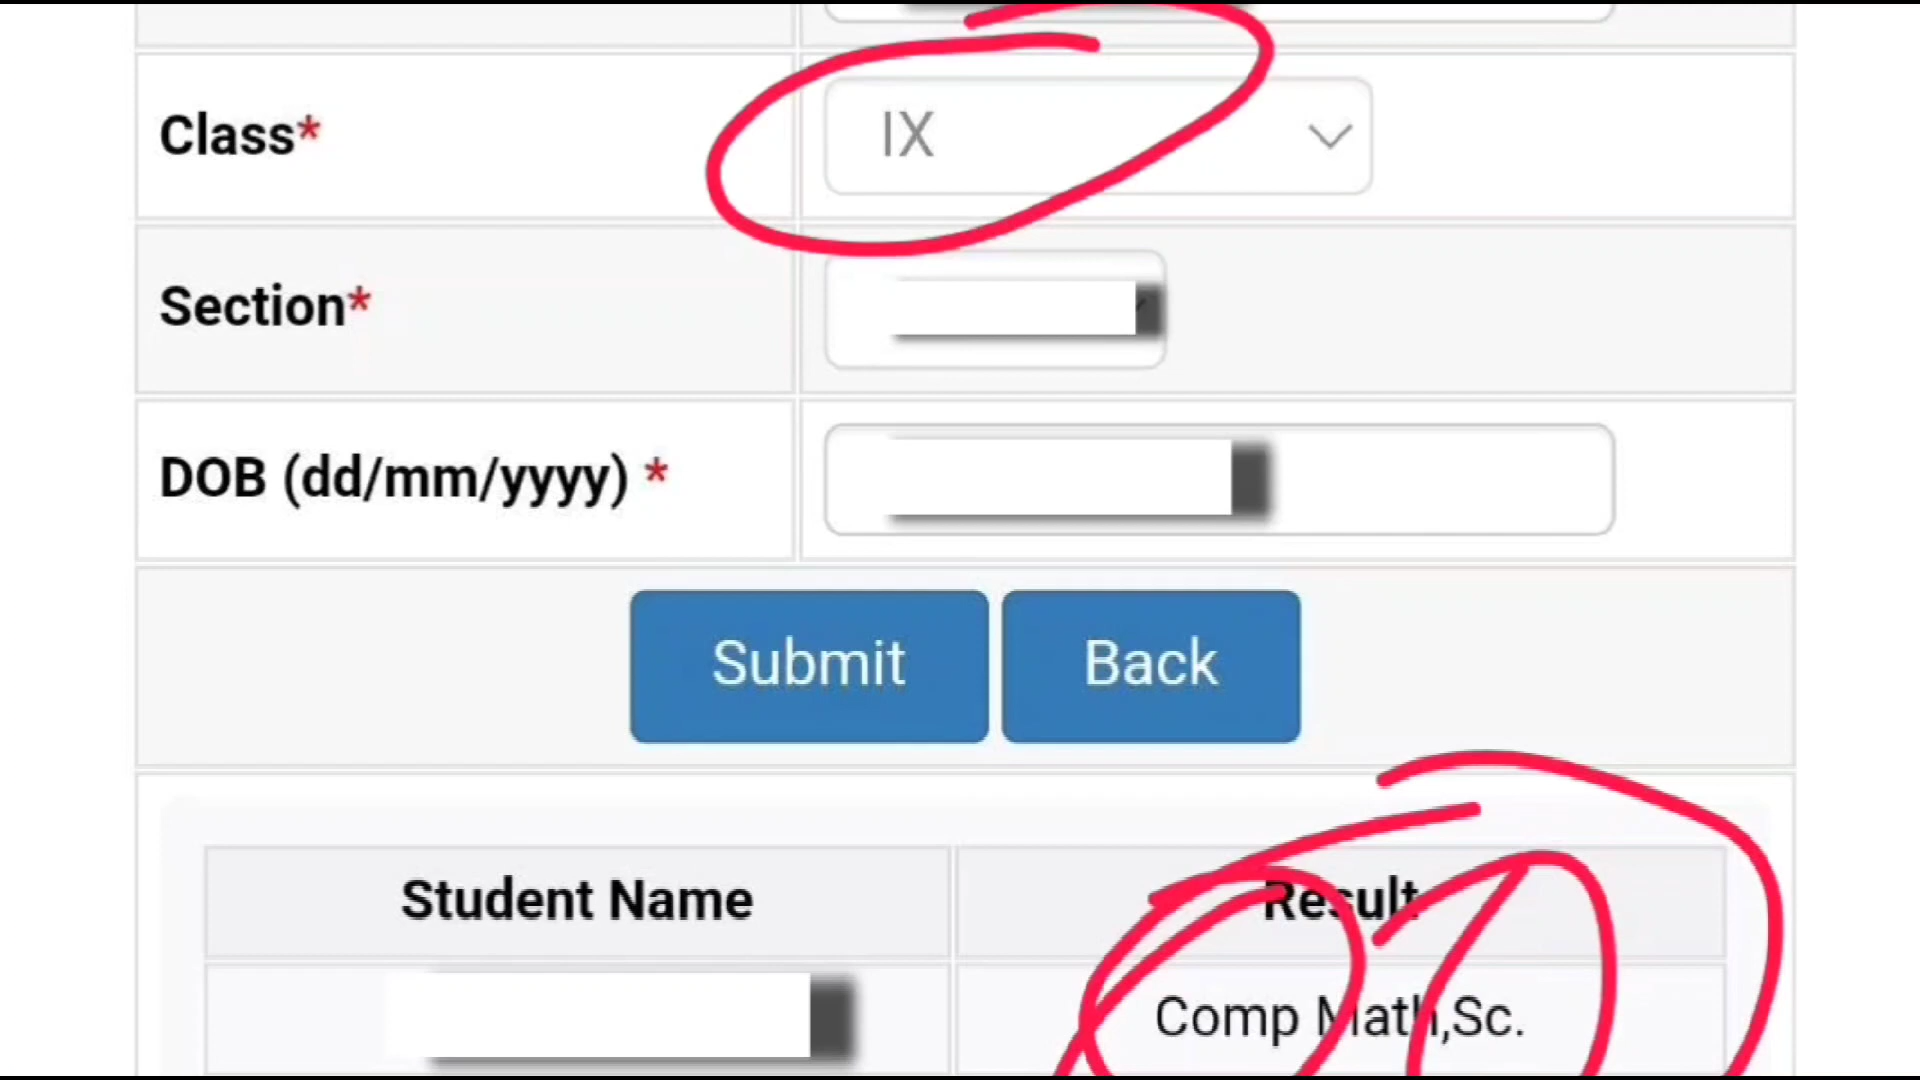 Class*
IX
Section*
DOB (dd/mm/yyyy) *
Submit
Back
Student Name
Result
Comp Math,Sc.